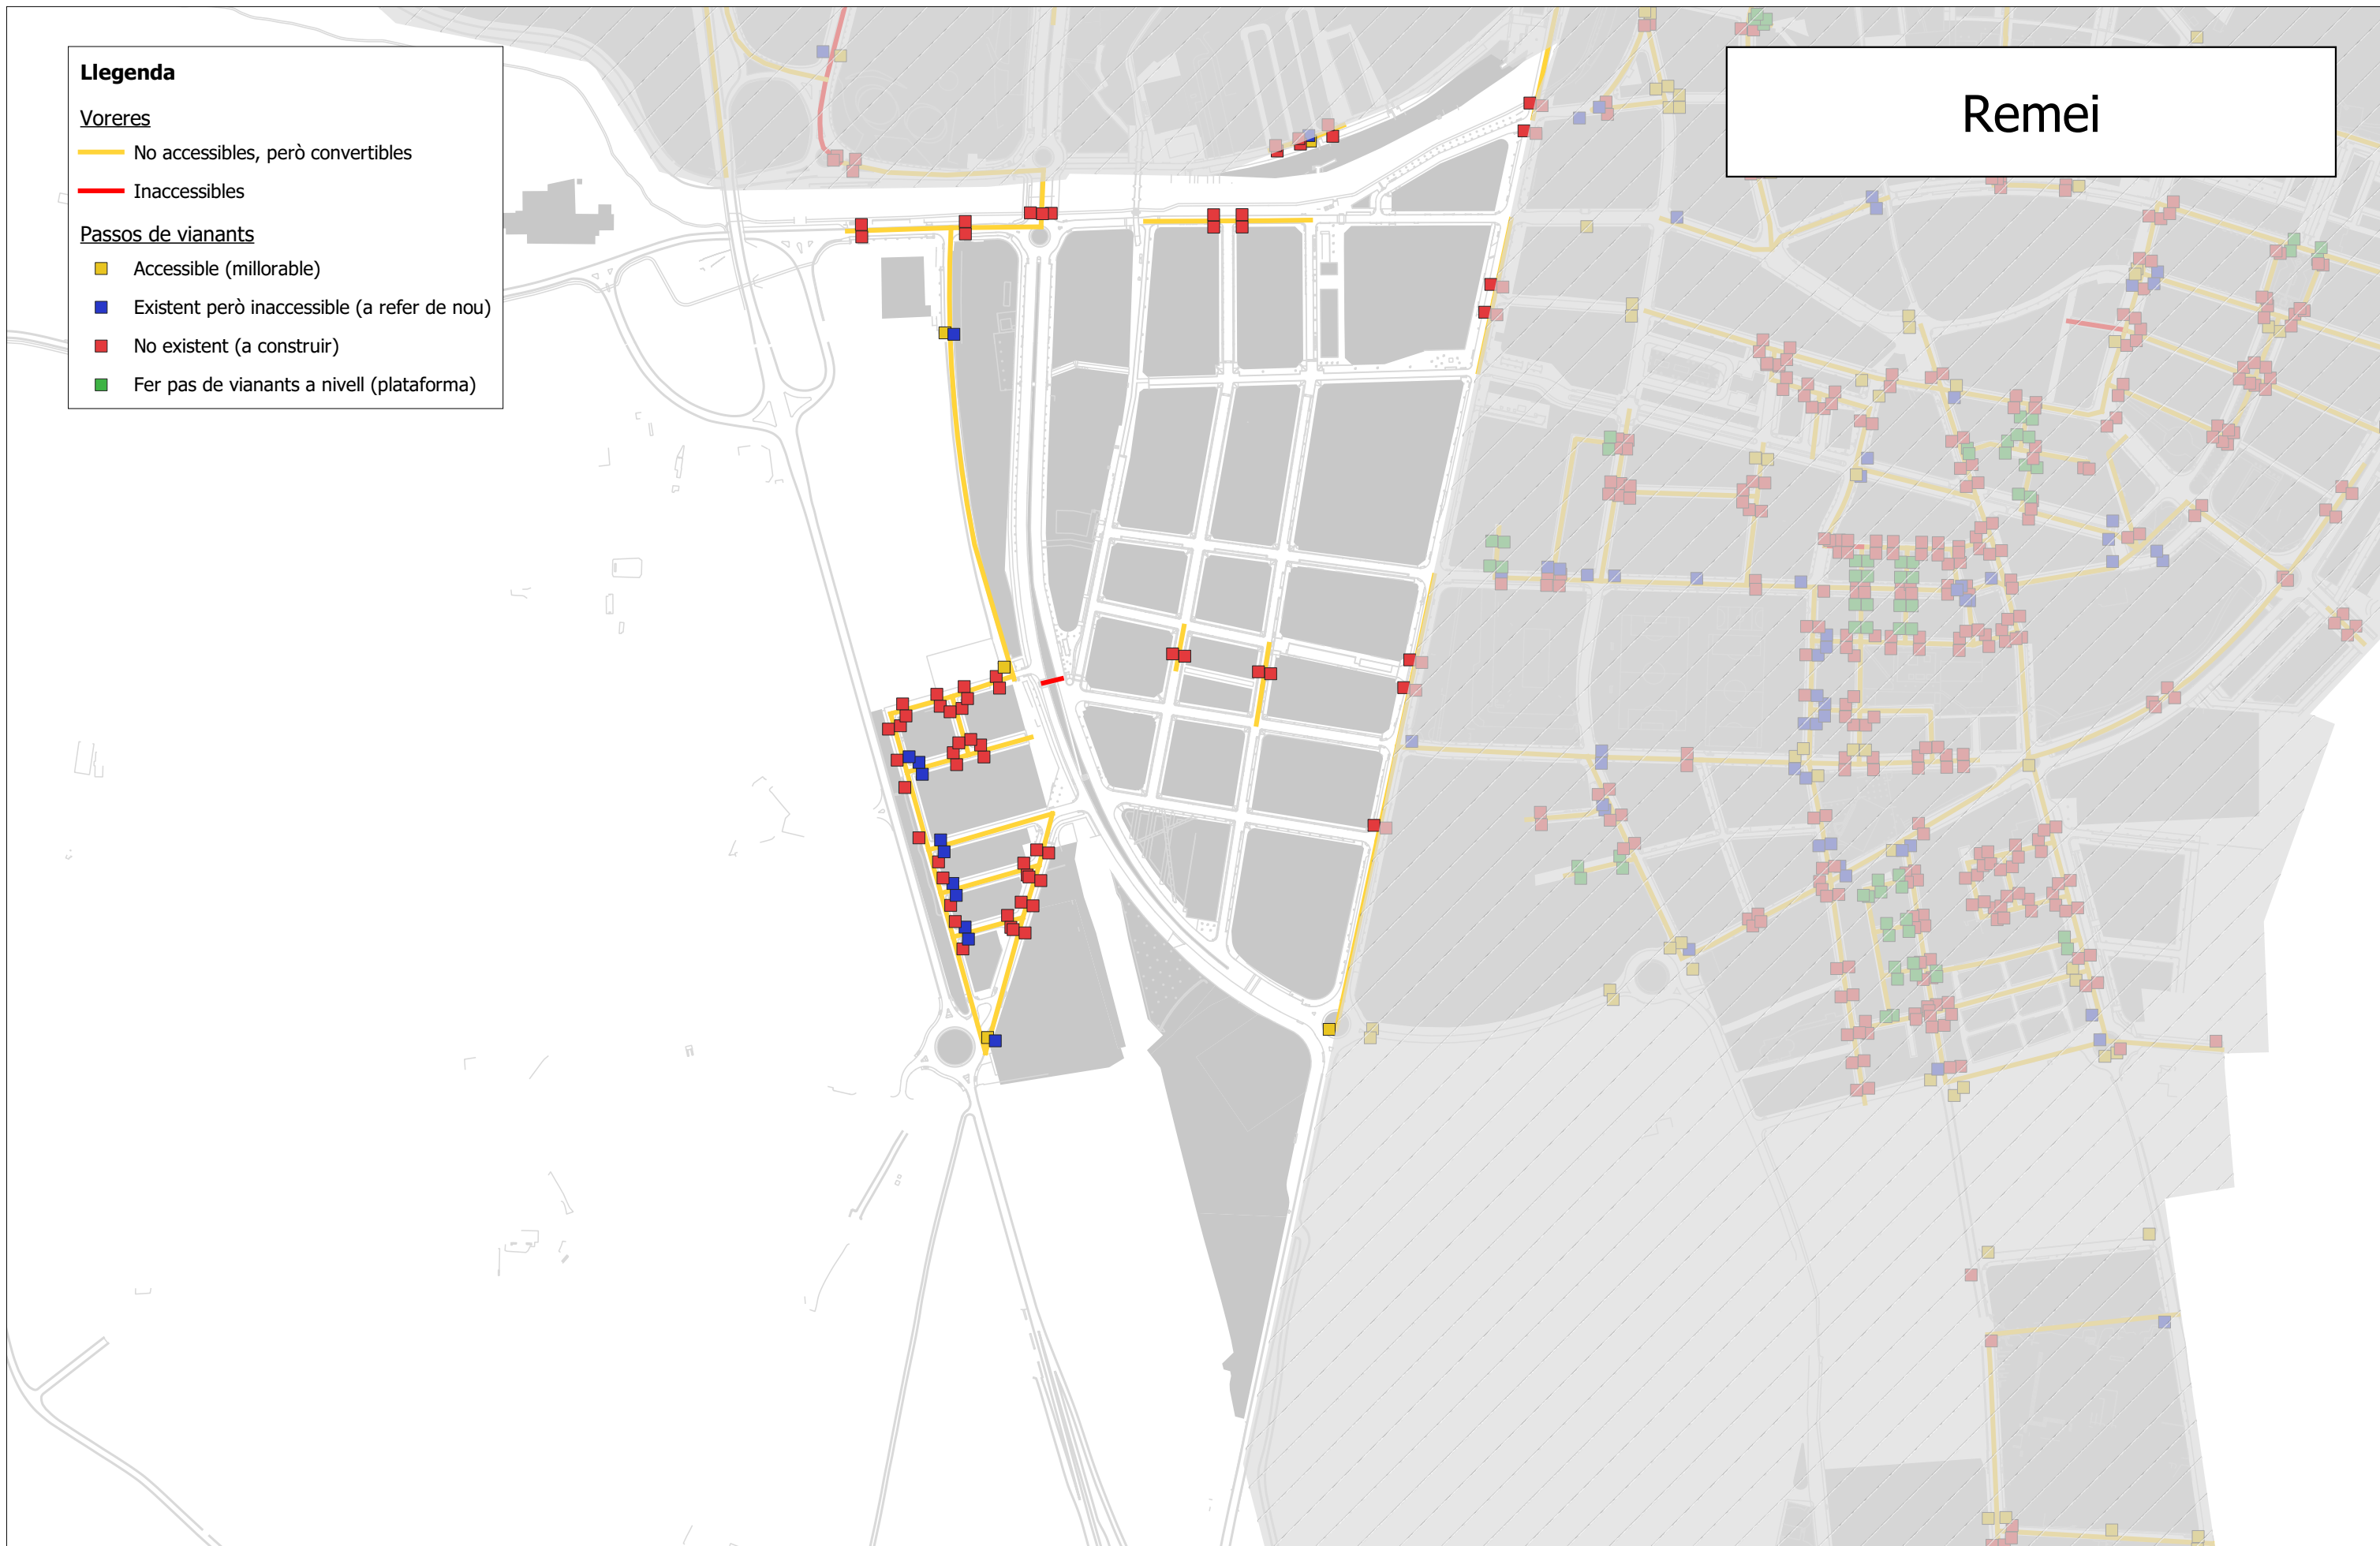 Llegenda
Voreres
No accessibles, però convertibles
Inaccessibles
Passos de vianants
Accessible (millorable)
Existent però inaccessible (a refer de nou)
No existent (a construir)
Fer pas de vianants a nivell (plataforma)
Remei